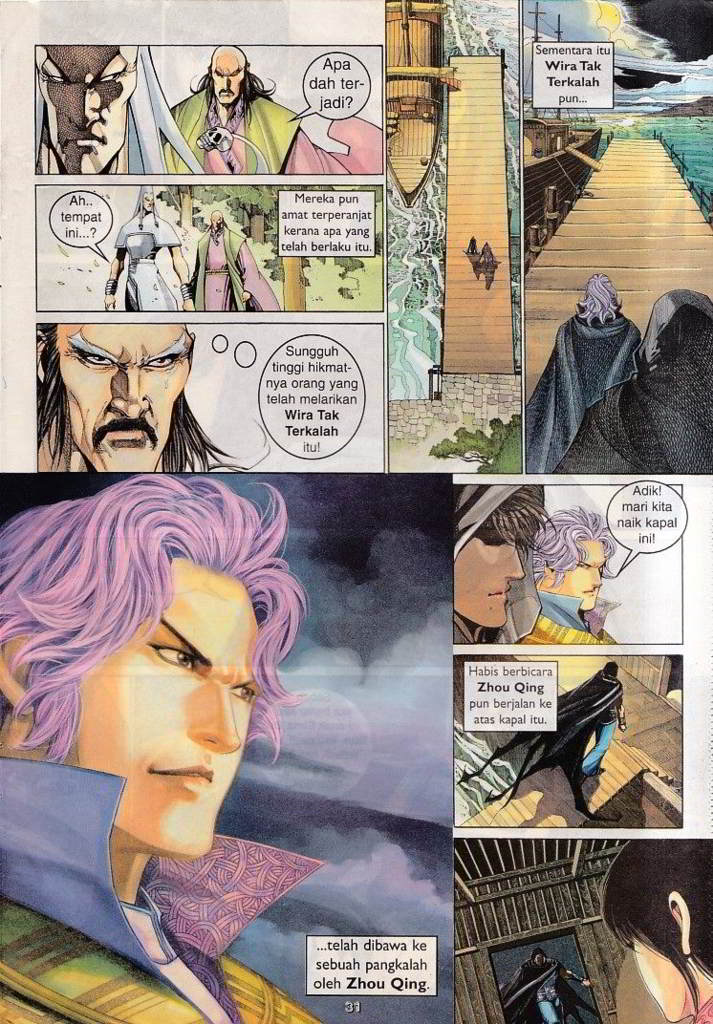 Apa
dah ter-
jadi?
Ah..
tempat
ini...?
Mereka pun
amat terperanjat
kerana apa yang
telah berlaku itu.
Sungguh
tinggi hikmat-
nya orang yang
telah melarikan
Wira Tak
Terkalah
itu!
Sementara itu
Wira Tak
Terkalah
pun...
...telah dibawa ke
sebuah pangkalah
oleh Zhou Qing.
Adik!
mari kita
naik kapal
ini!
Habis berbicara
Zhou Qing
pun berjalan ke
atas kapal itu.
31